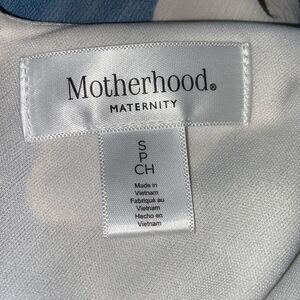 Motherhood®
MATERNITY
S
P
CH
Made in
Vietnam
Fabriqué au
Vietnam
Hecho en
Vietnam